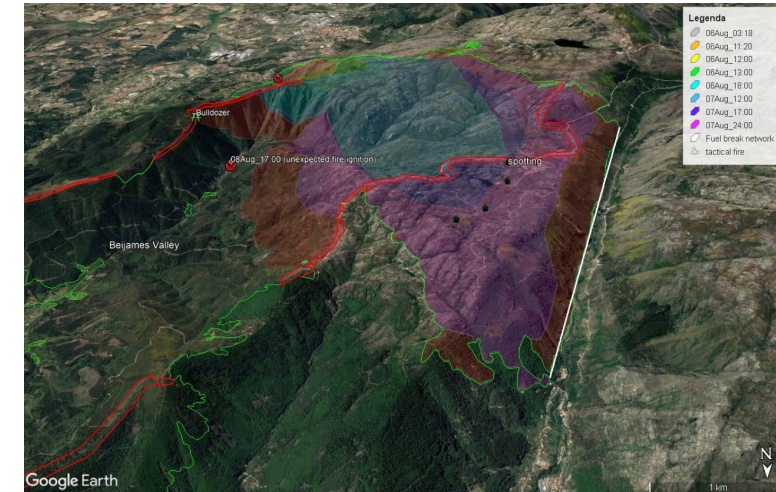 Legenda
06Aug_03:18
06Aug_11:20
06Aug_12:00
06Aug_13:00
06Aug_18:00
07Aug_12:00
07Aug_17:00
07Aug_24:00
Fuel break network
tactical fire
Bulldozer
08Aug_17 00 (unexpected fire ignition)
spotting
Beijames Valley
Google Earth
N
1 km